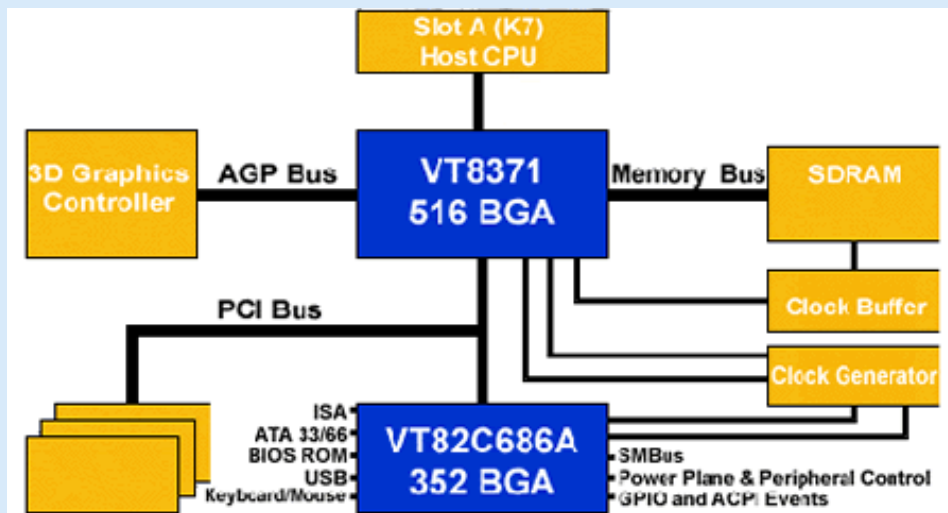 Slot A (K7)
Host CPU
3D Graphics
Controller
AGP Bus
VT8371
516 BGA
Memory Bus
SDRAM
Clock Buffer
PCI Bus
Clock Generator
ISA
ATA 33/66
BIOS ROM
USB
Keyboard/Mouse
VT82C686A
352 BGA
SMBus
Power Plane & Peripheral Control
GPIO and ACPI Events